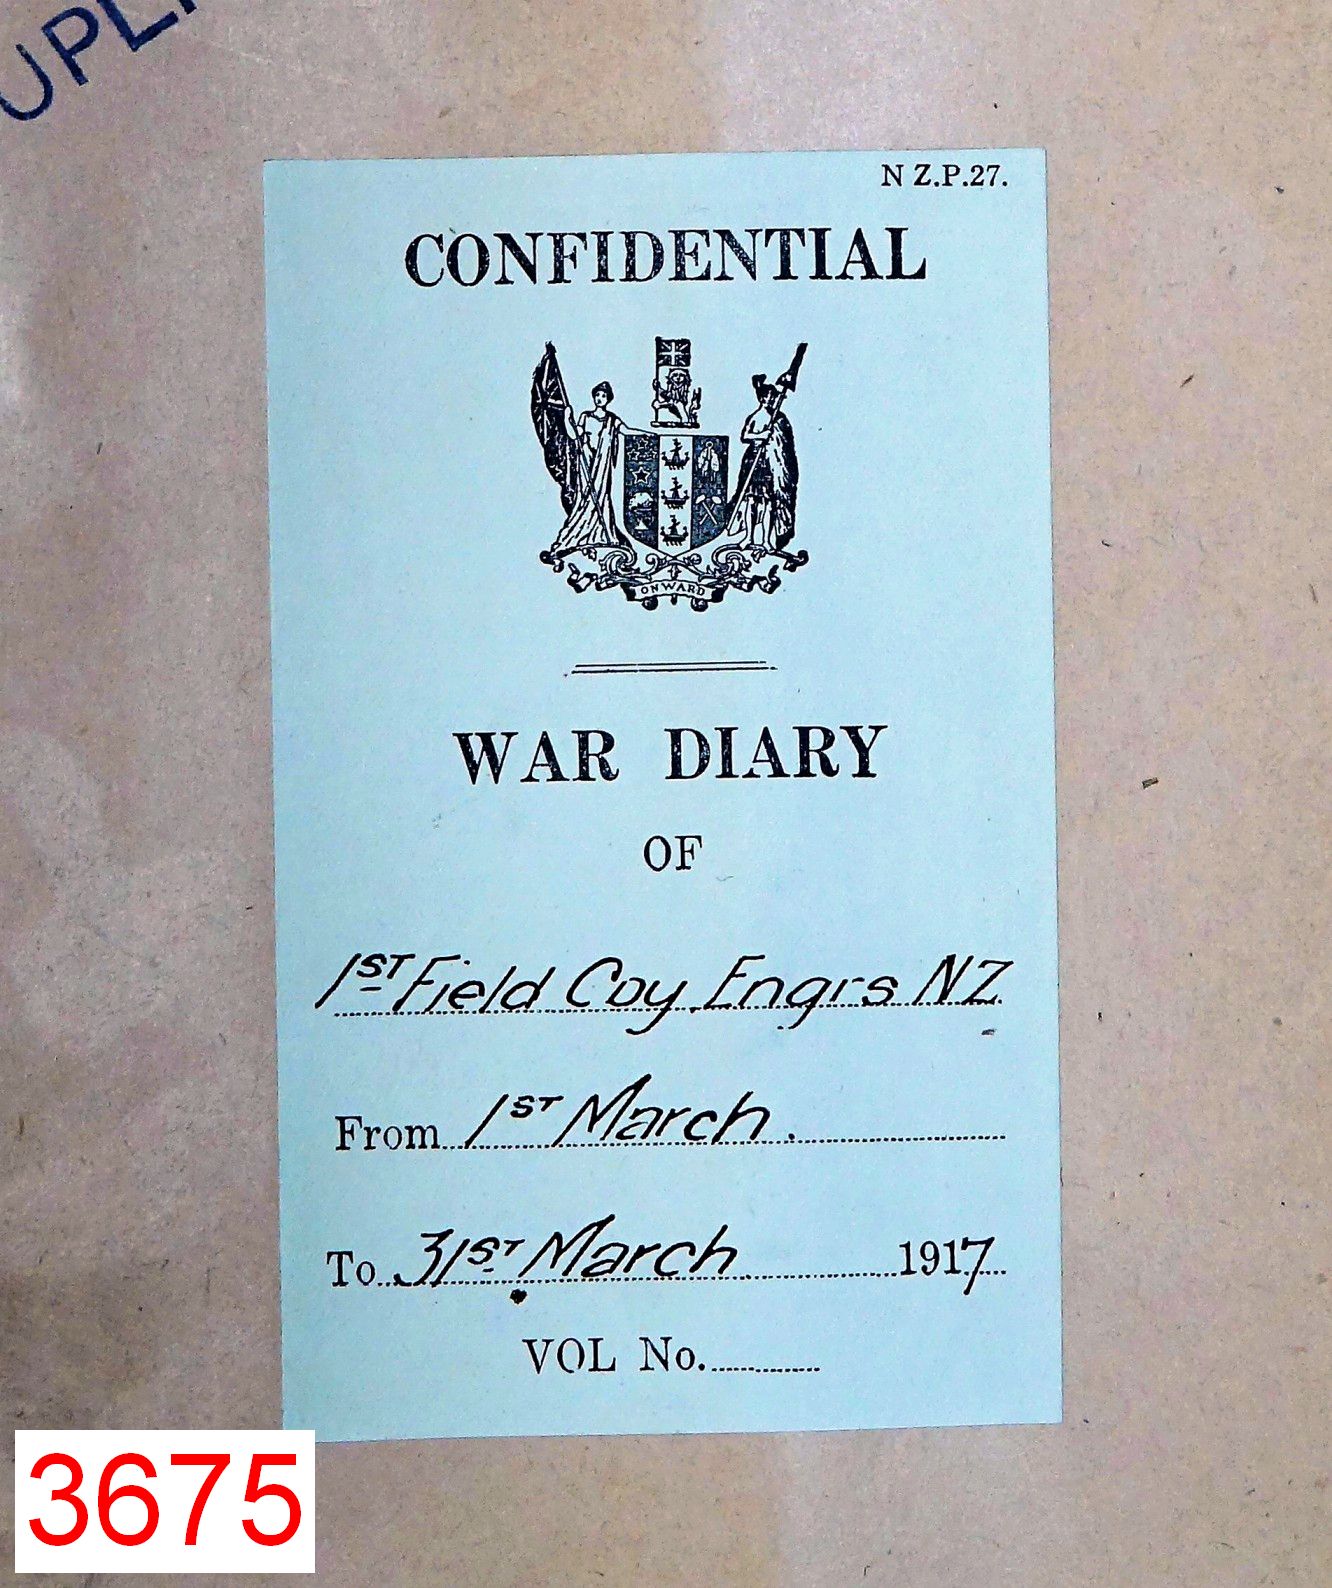 N Z.P.27.
CONFIDENTIAL
ONWARD
WAR DIARY
OF
1ST Field Coy Engrs NZ
From 1ST March.
To 31ST March 1917
VOL No.
3675